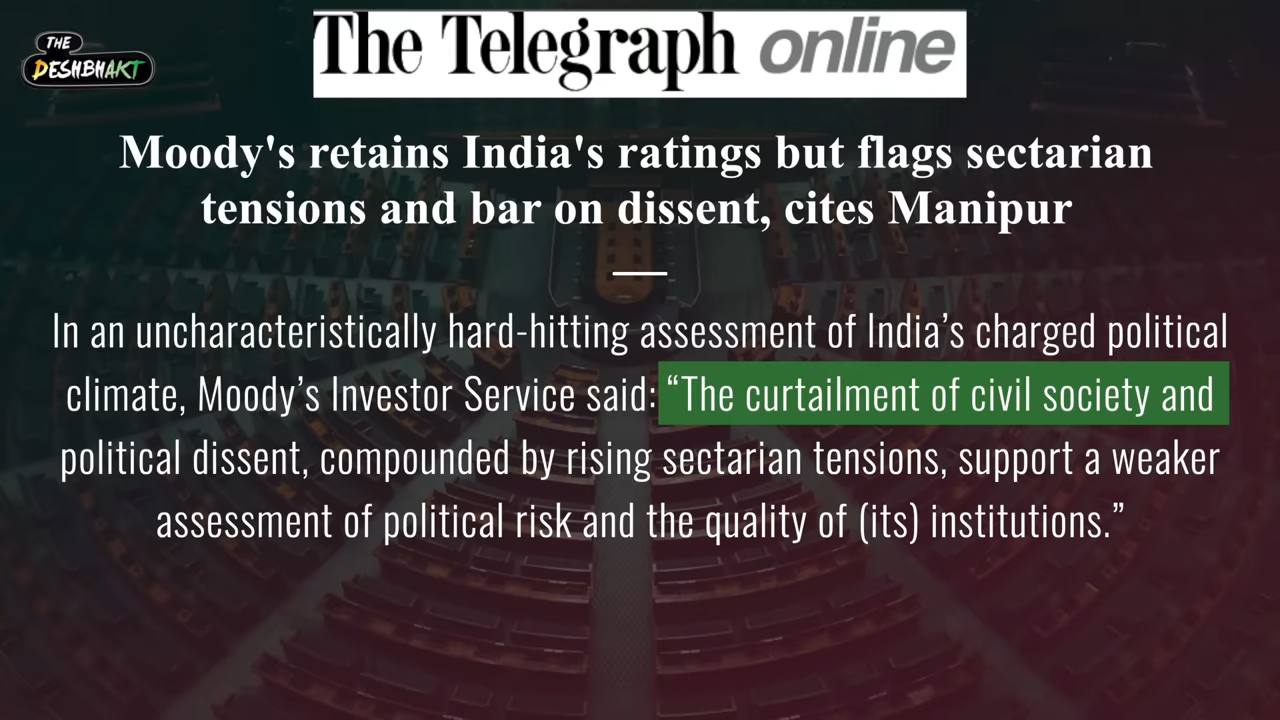 THE
DESHBHAKT
The Telegraph online
Moody's retains India's ratings but flags sectarian
tensions and bar on dissent, cites Manipur
In an uncharacteristically hard-hitting assessment of India’s charged political
climate, Moody’s Investor Service said: “The curtailment of civil society and
political dissent, compounded by rising sectarian tensions, support a weaker
assessment of political risk and the quality of (its) institutions.”